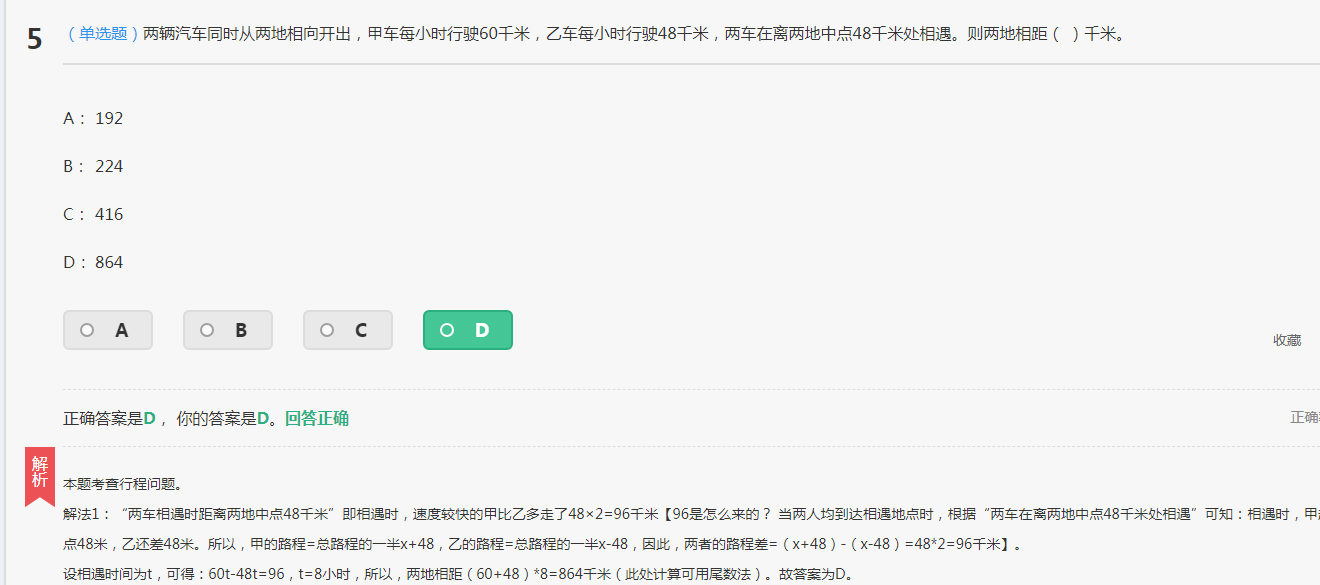 5 （单选题）两辆汽车同时从两地相向开出，甲车每小时行驶60千米，乙车每小时行驶48千米，两车在离两地中点48千米处相遇。则两地相距（ ）千米。
A： 192
B： 224
C： 416
D： 864
A B C D
收藏
正确答案是D， 你的答案是D。回答正确
正确
解析
本题考查行程问题。
解法1：“两车相遇时距离两地中点48千米”即相遇时，速度较快的甲比乙多走了48×2=96千米【96是怎么来的？ 当两人均到达相遇地点时，根据“两车在离两地中点48千米处相遇”可知：相遇时，甲
点48米，乙还差48米。所以，甲的路程=总路程的一半x+48，乙的路程=总路程的一半x-48，因此，两者的路程差=（x+48）-（x-48）=48*2=96千米】。
设相遇时间为t，可得：60t-48t=96，t=8小时，所以，两地相距（60+48）*8=864千米（此处计算可用尾数法）。故答案为D。